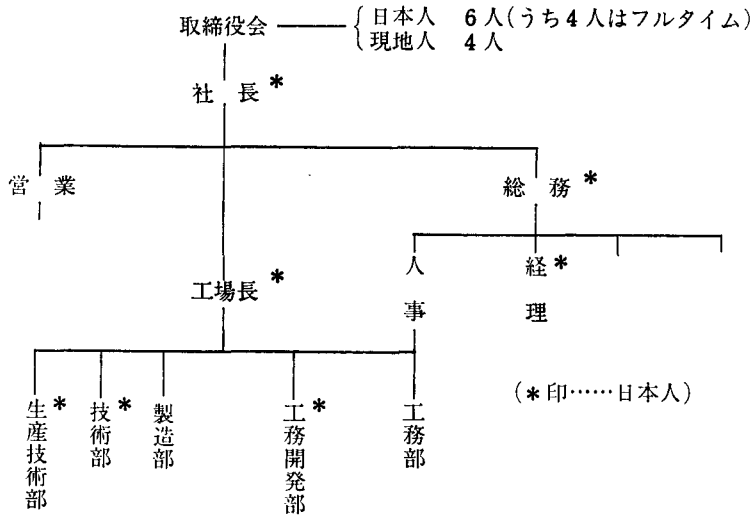 取締役会
日本人 6人(うち4人はフルタイム)
現地人 4人
社長*
営業
総務*
人事
経理*
工場長*
生産技術部*
技術部*
製造部
工務開発部*
工務部
(*印……日本人)